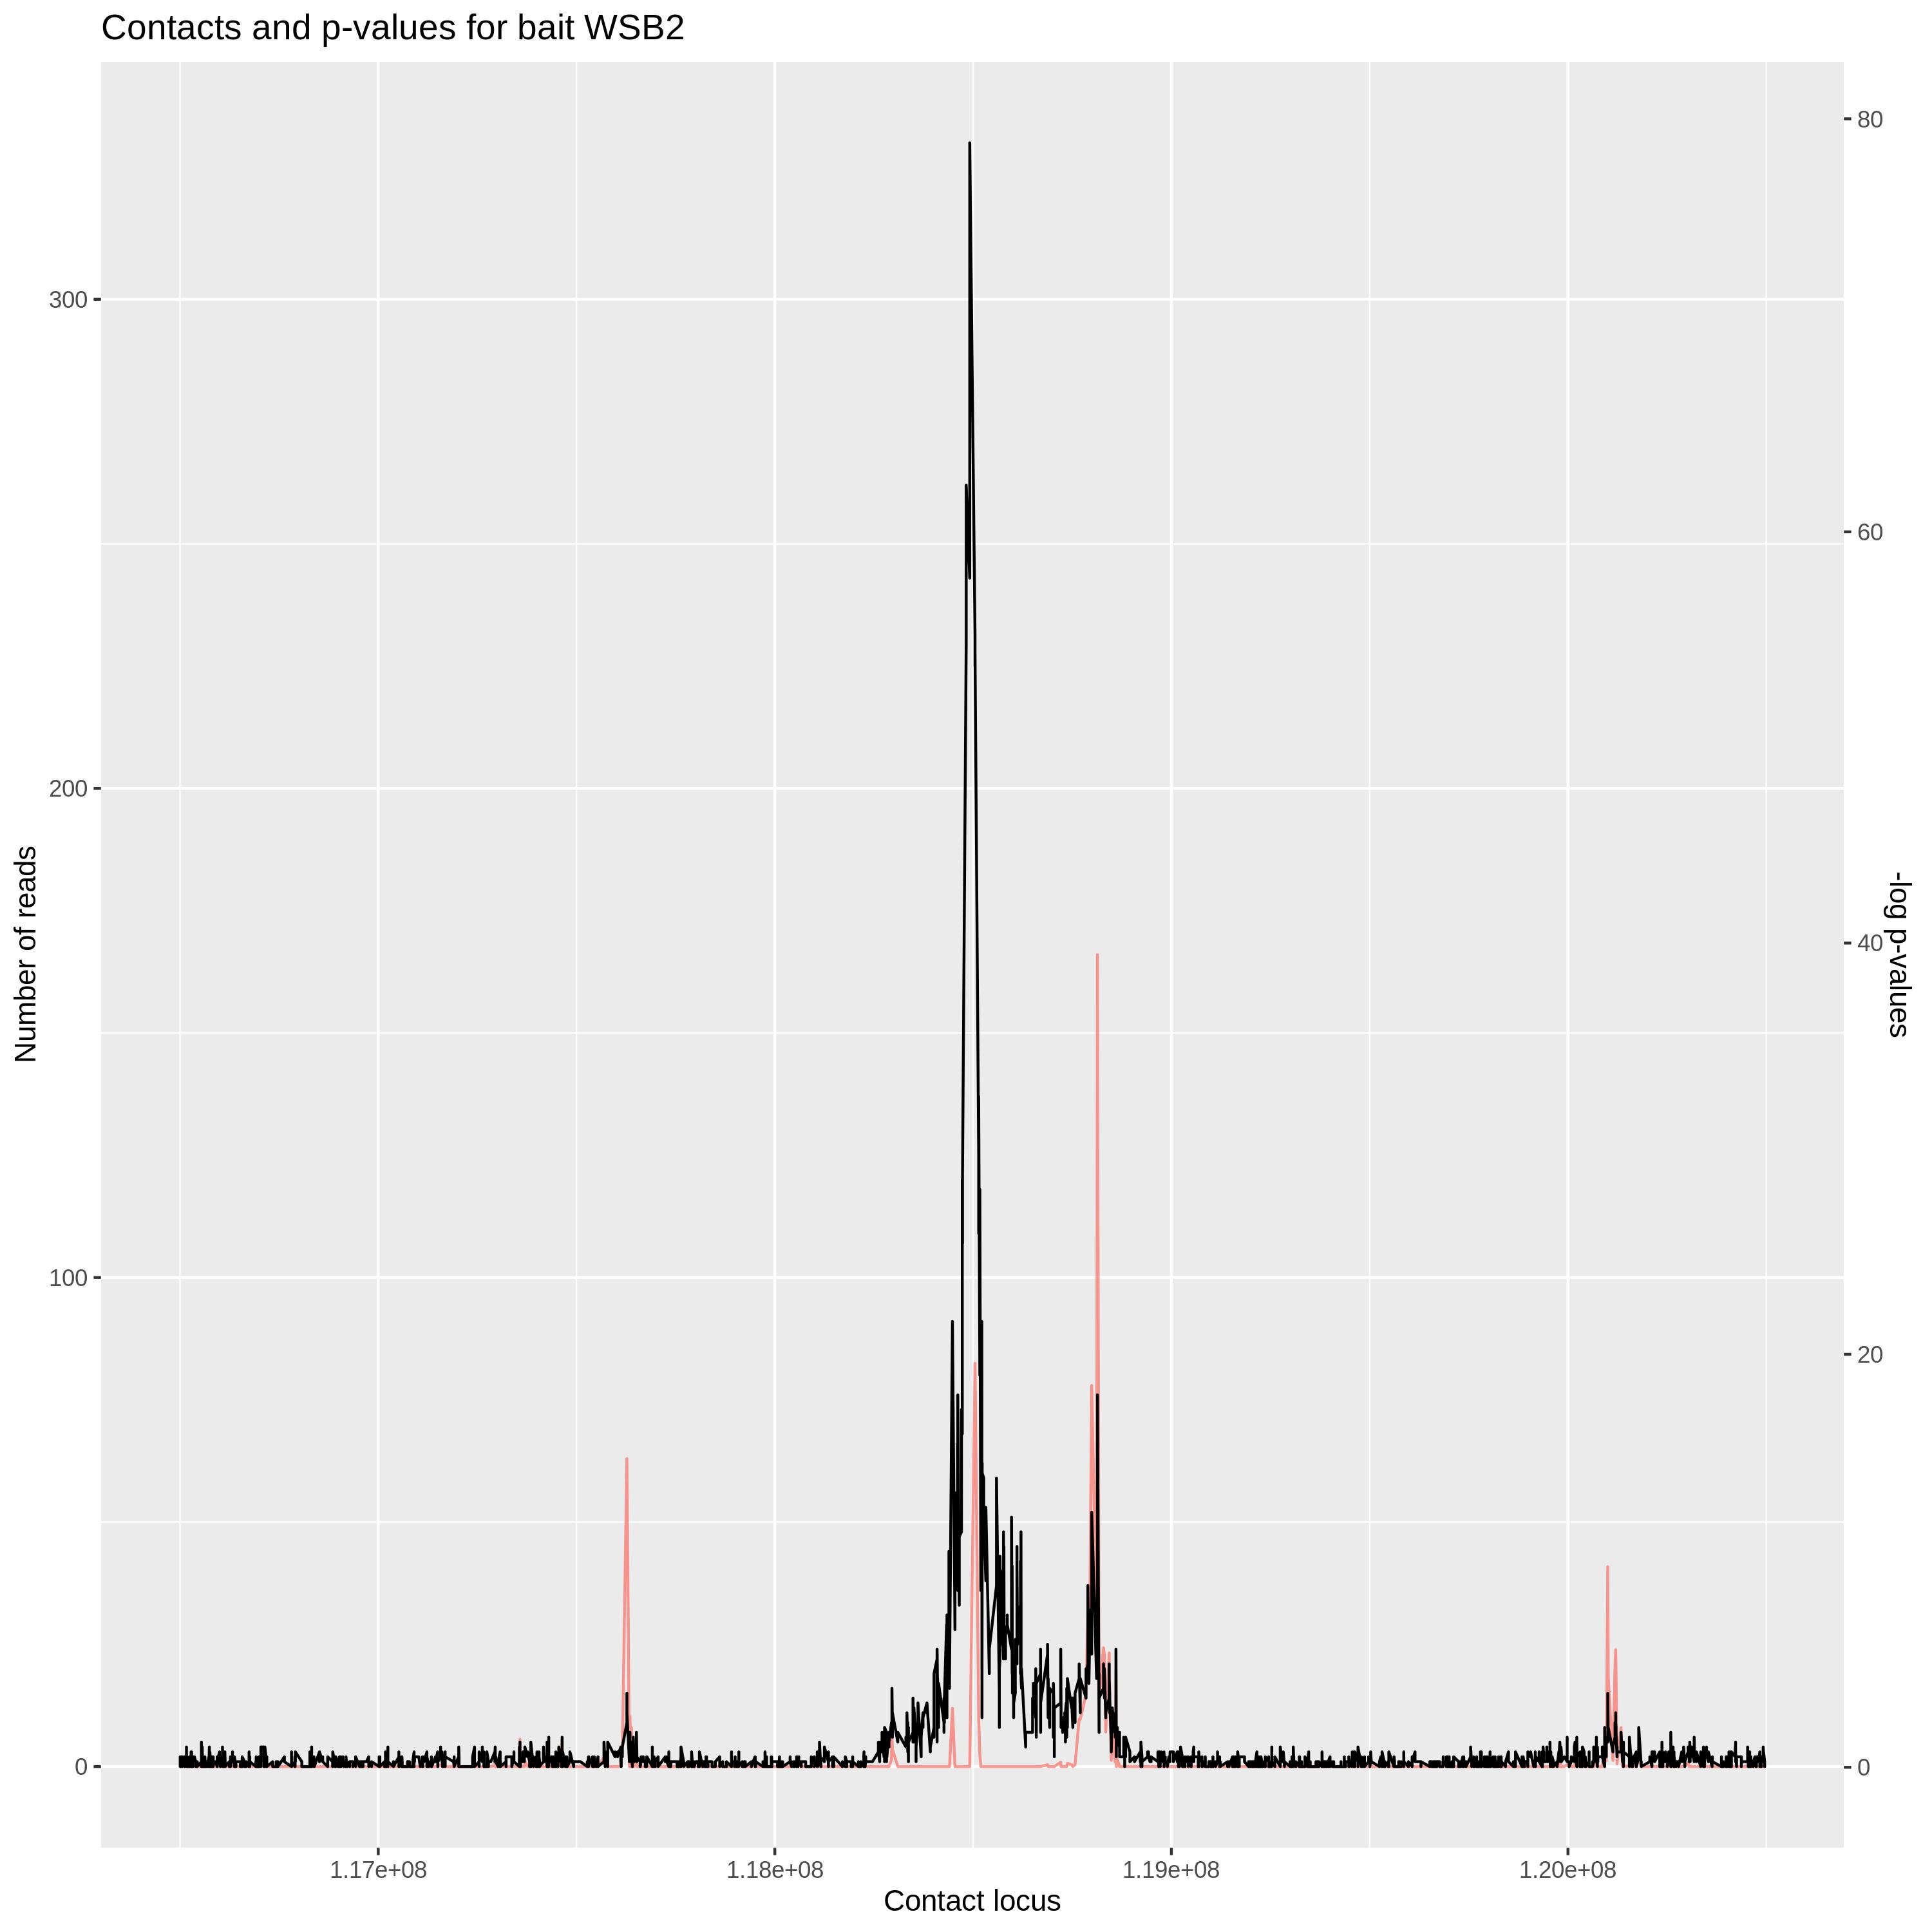 Contacts and p-values for bait WSB2
80
300
60
200
Number of reads
-log p-values
40
100
20
0
0
1.17e+08
1.18e+08
1.19e+08
1.20e+08
Contact locus